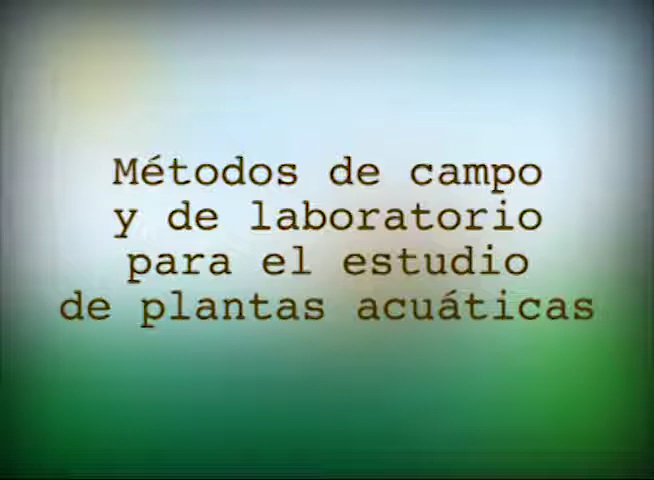 Métodos de campo
y de laboratorio
para el estudio
de plantas acuáticas